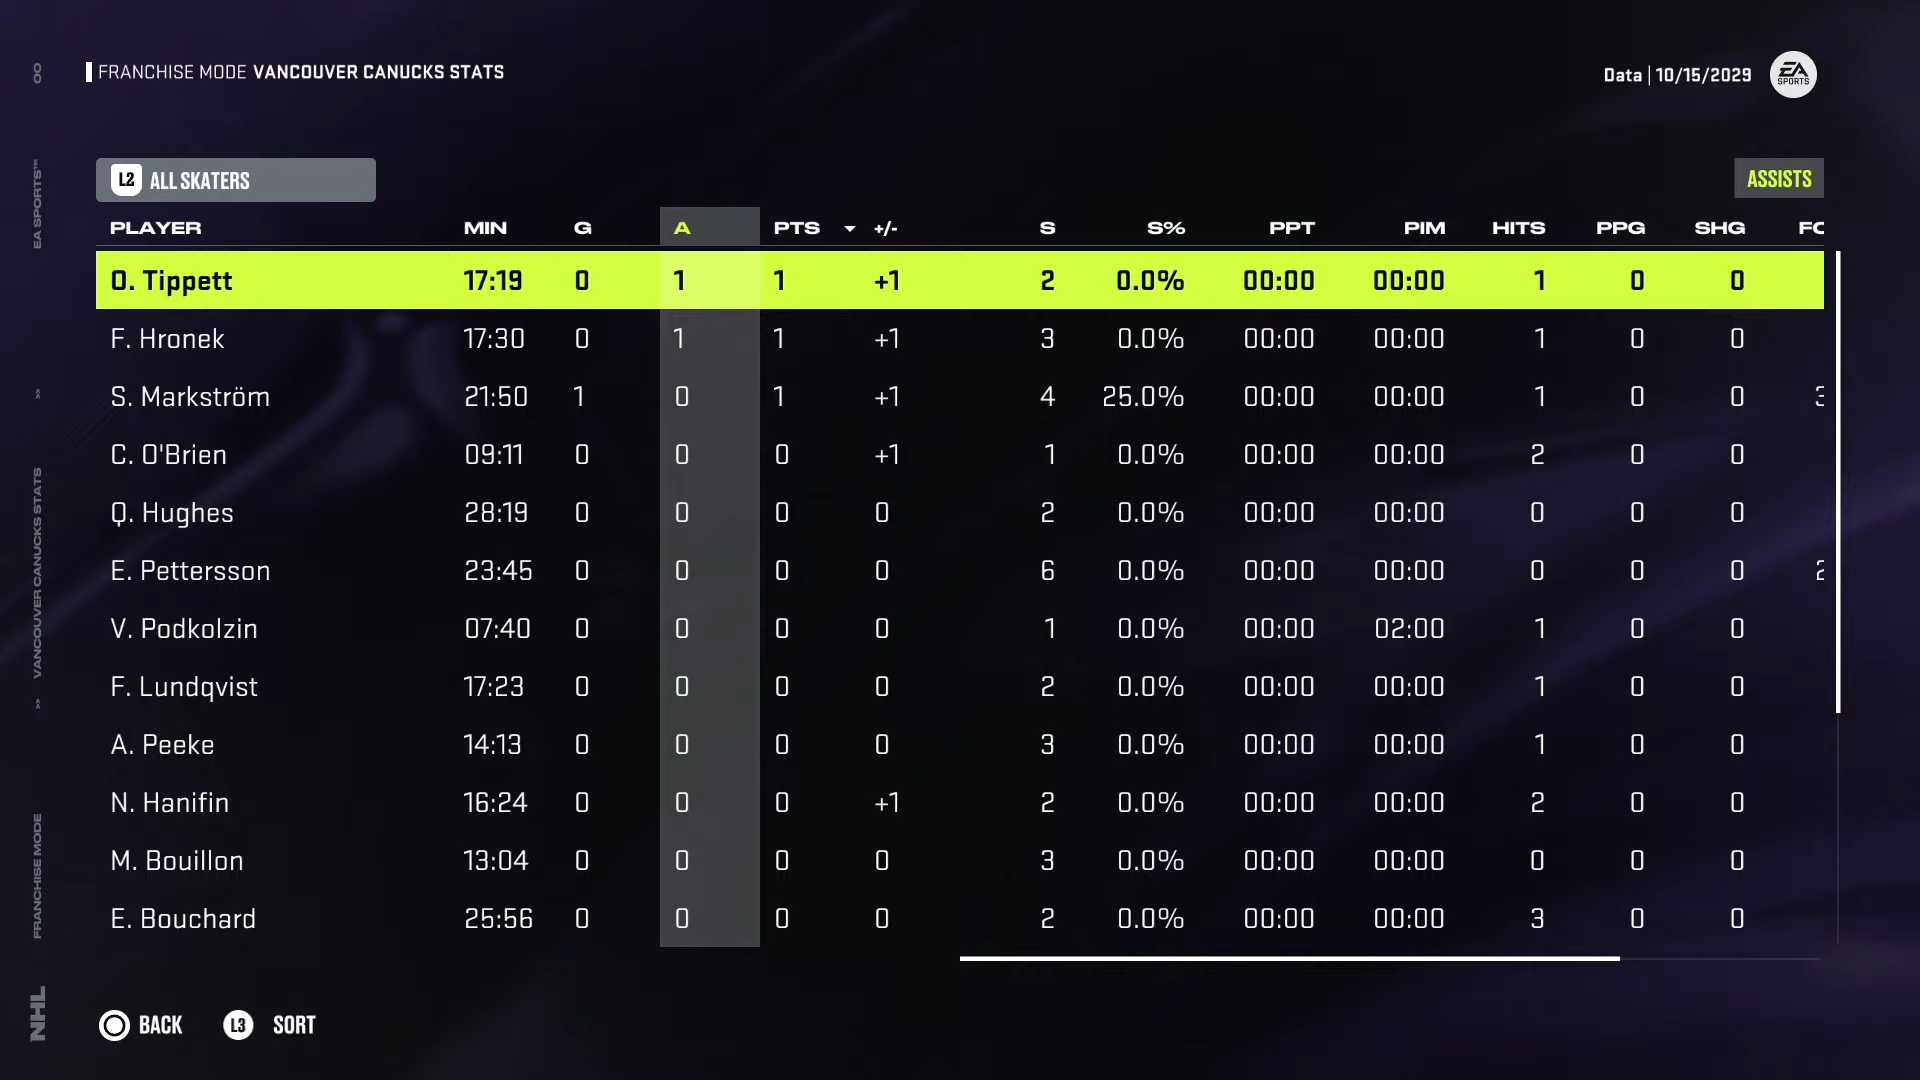 FRANCHISE MODE VANCOUVER CANUCKS STATS
Data | 10/15/2029
EA SPORTS
L2 ALL SKATERS
ASSISTS
PLAYER MIN G A PTS +/- S S% PPT PIM HITS PPG SHG
O. Tippett 17:19 0 1 1 +1 2 0.0% 00:00 00:00 1 0 0
F. Hronek 17:30 0 1 1 +1 3 0.0% 00:00 00:00 1 0 0
S. Markström 21:50 1 0 1 +1 4 25.0% 00:00 00:00 1 0 0
C. O'Brien 09:11 0 0 0 +1 1 0.0% 00:00 00:00 2 0 0
Q. Hughes 28:19 0 0 0 0 2 0.0% 00:00 00:00 0 0 0
E. Pettersson 23:45 0 0 0 0 6 0.0% 00:00 00:00 0 0 0
V. Podkolzin 07:40 0 0 0 0 1 0.0% 00:00 02:00 1 0 0
F. Lundqvist 17:23 0 0 0 0 2 0.0% 00:00 00:00 1 0 0
A. Peeke 14:13 0 0 0 0 3 0.0% 00:00 00:00 1 0 0
N. Hanifin 16:24 0 0 0 +1 2 0.0% 00:00 00:00 2 0 0
M. Bouillon 13:04 0 0 0 0 3 0.0% 00:00 00:00 0 0 0
E. Bouchard 25:56 0 0 0 0 2 0.0% 00:00 00:00 3 0 0
BACK L3 SORT
NHL FRANCHISE MODE >> VANCOUVER CANUCKS STATS >> EA SPORTS™